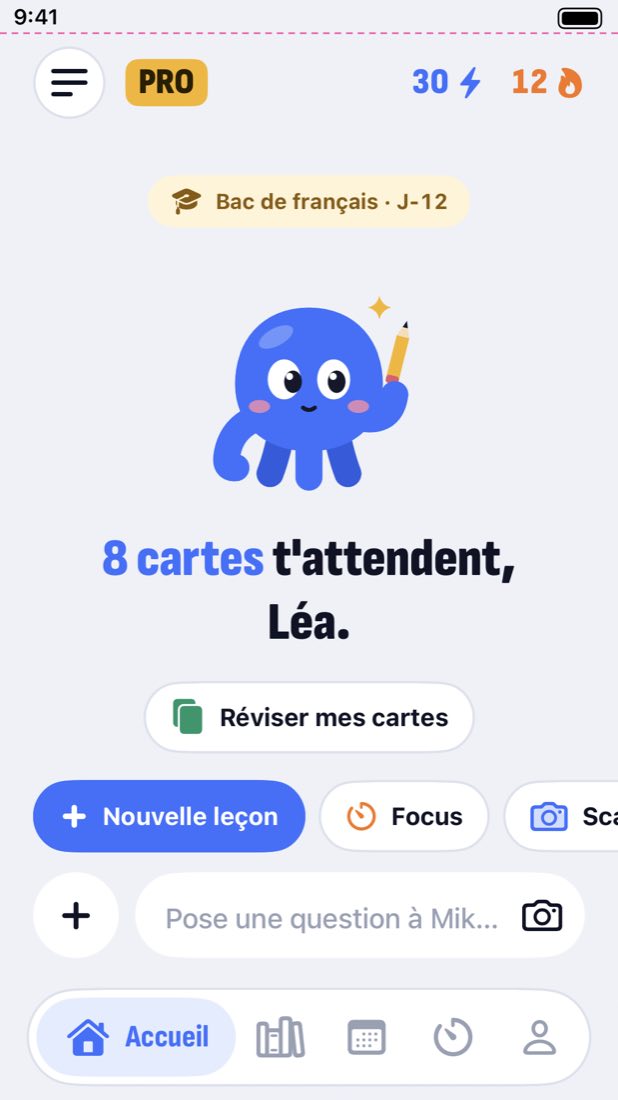 9:41
PRO
30
12
Bac de français · J-12
8 cartes t'attendent,
Léa.
Réviser mes cartes
Nouvelle leçon
Focus
Sca
Pose une question à Mik...
Accueil